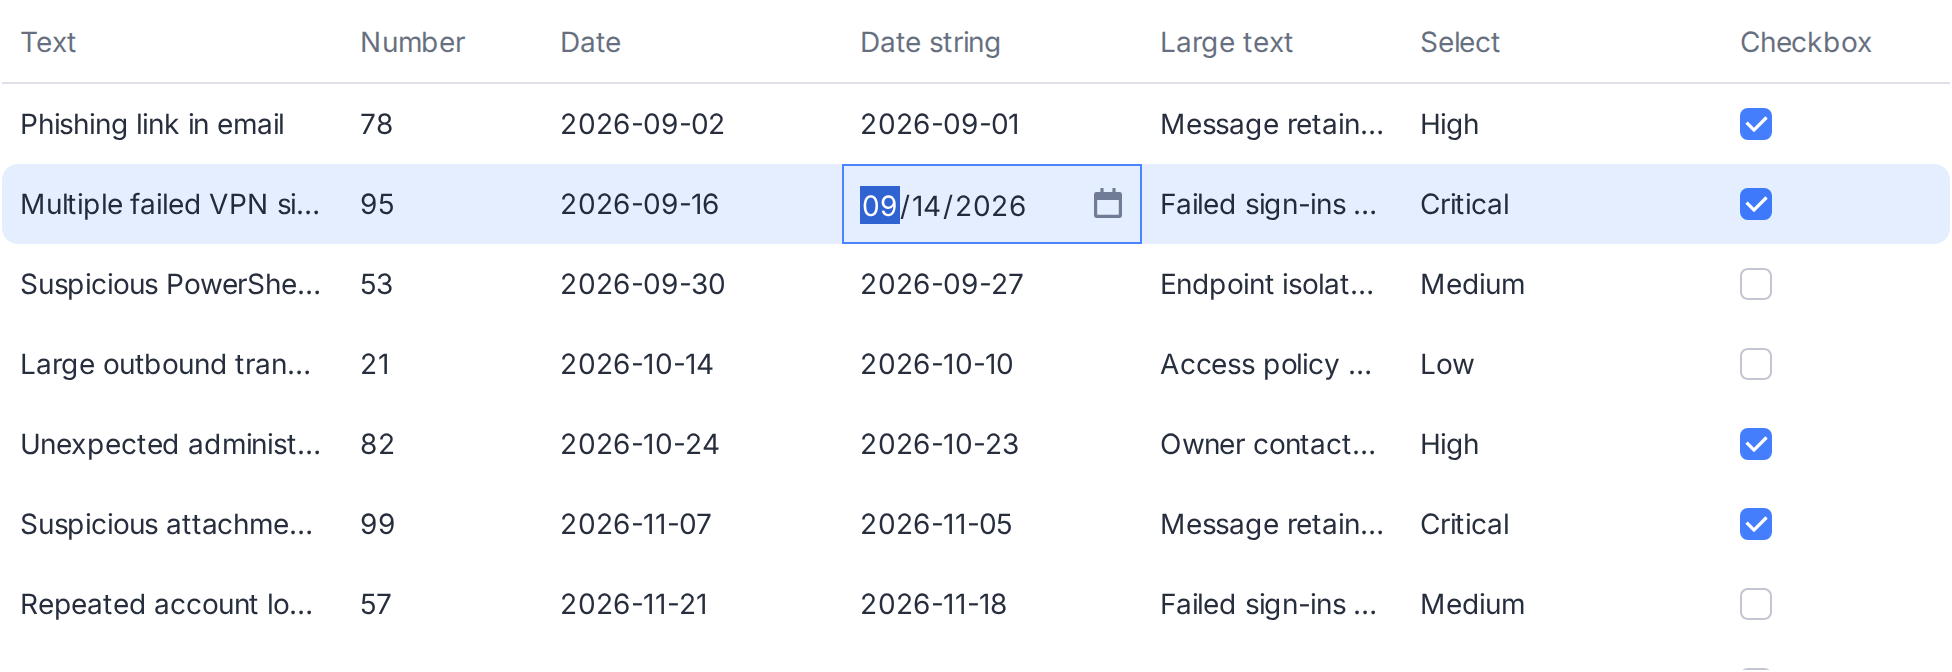 Text Number Date Date string Large text Select Checkbox
Phishing link in email 78 2026-09-02 2026-09-01 Message retain... High
Multiple failed VPN si... 95 2026-09-16 09/14/2026 Failed sign-ins ... Critical
Suspicious PowerShe... 53 2026-09-30 2026-09-27 Endpoint isolat... Medium
Large outbound tran... 21 2026-10-14 2026-10-10 Access policy ... Low
Unexpected administ... 82 2026-10-24 2026-10-23 Owner contact... High
Suspicious attachme... 99 2026-11-07 2026-11-05 Message retain... Critical
Repeated account lo... 57 2026-11-21 2026-11-18 Failed sign-ins ... Medium